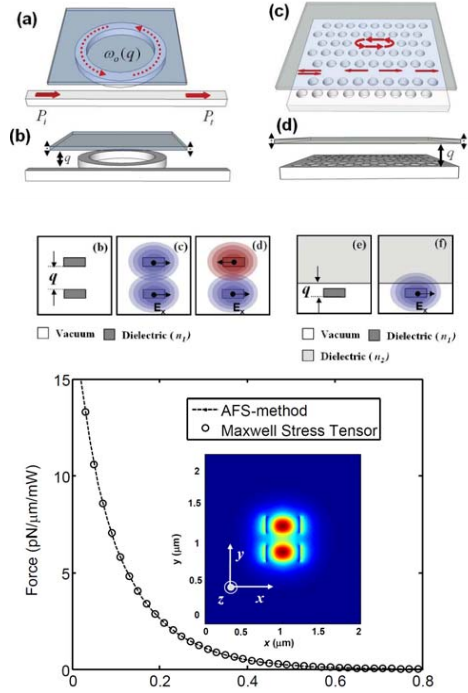 (a)
ω₀(q)
Pᵢ
Pₜ
(b)
q
(c)
(d)
q
(b)
q
(c)
Eₓ
(d)
Vacuum
Dielectric (n₁)
(e)
q
(f)
Eₓ
Vacuum
Dielectric (n₁)
Dielectric (n₂)
15
10
5
0
Force (pN/μm/mW)
AFS-method
Maxwell Stress Tensor
2
1.5
1
0.5
0
y (μm)
y
z
x
0
0.5
1
1.5
2
x (μm)
0
0.2
0.4
0.6
0.8